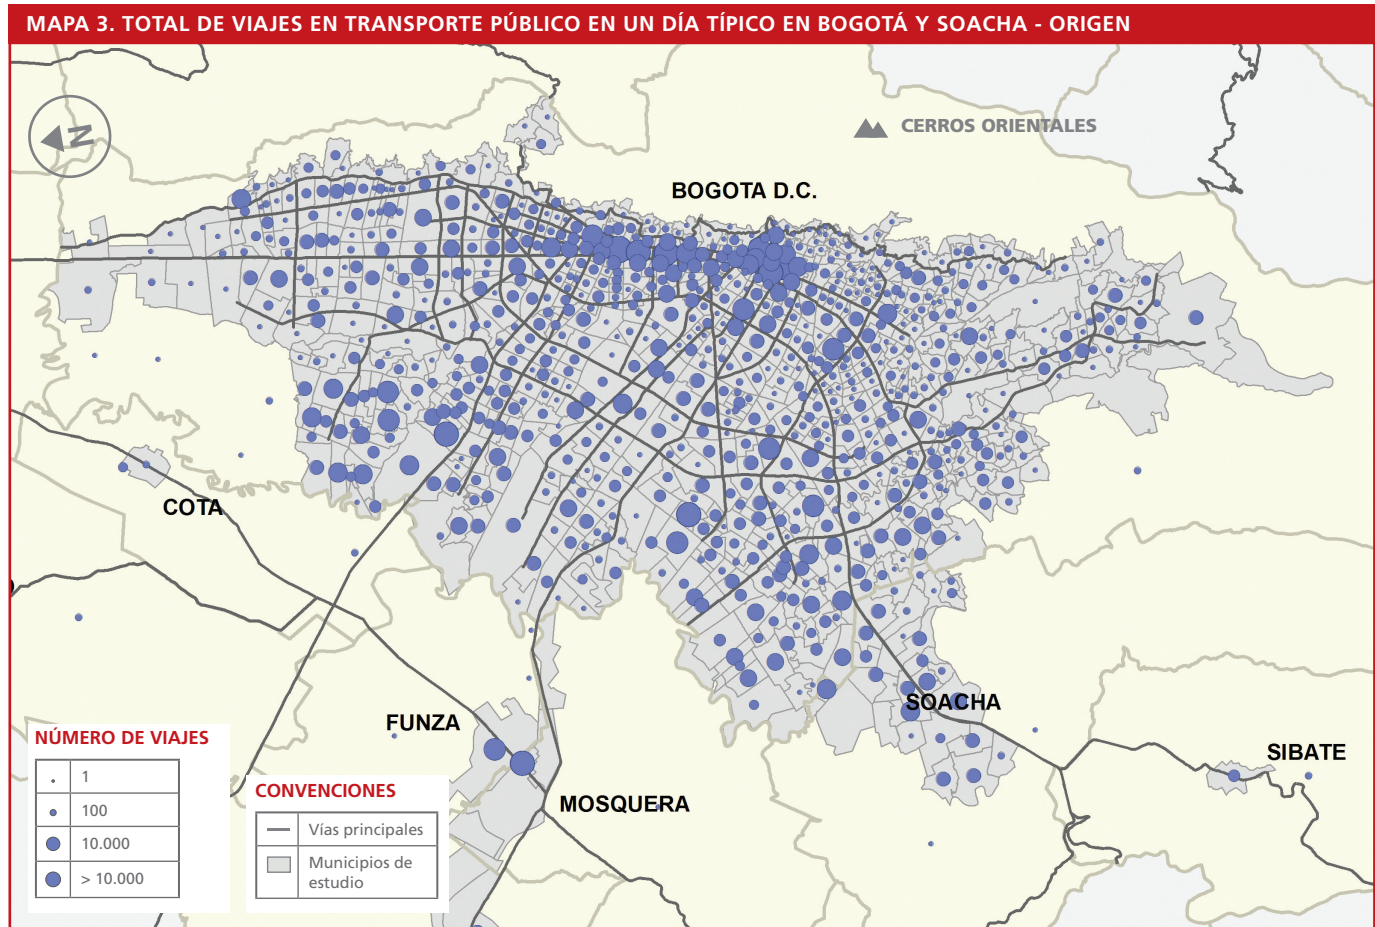 MAPA 3. TOTAL DE VIAJES EN TRANSPORTE PÚBLICO EN UN DÍA TÍPICO EN BOGOTÁ Y SOACHA - ORIGEN
N
CERROS ORIENTALES
BOGOTA D.C.
COTA
FUNZA
SOACHA
SIBATE
MOSQUERA
NÚMERO DE VIAJES
1
100
10.000
> 10.000
CONVENCIONES
Vías principales
Municipios de
estudio